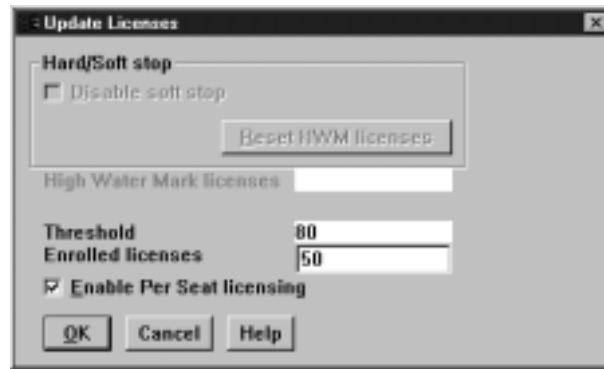 Update Licenses
Hard/Soft stop
Disable soft stop
Reset HWM licenses
High Water Mark licenses
Threshold 80
Enrolled licenses 50
Enable Per Seat licensing
OK Cancel Help